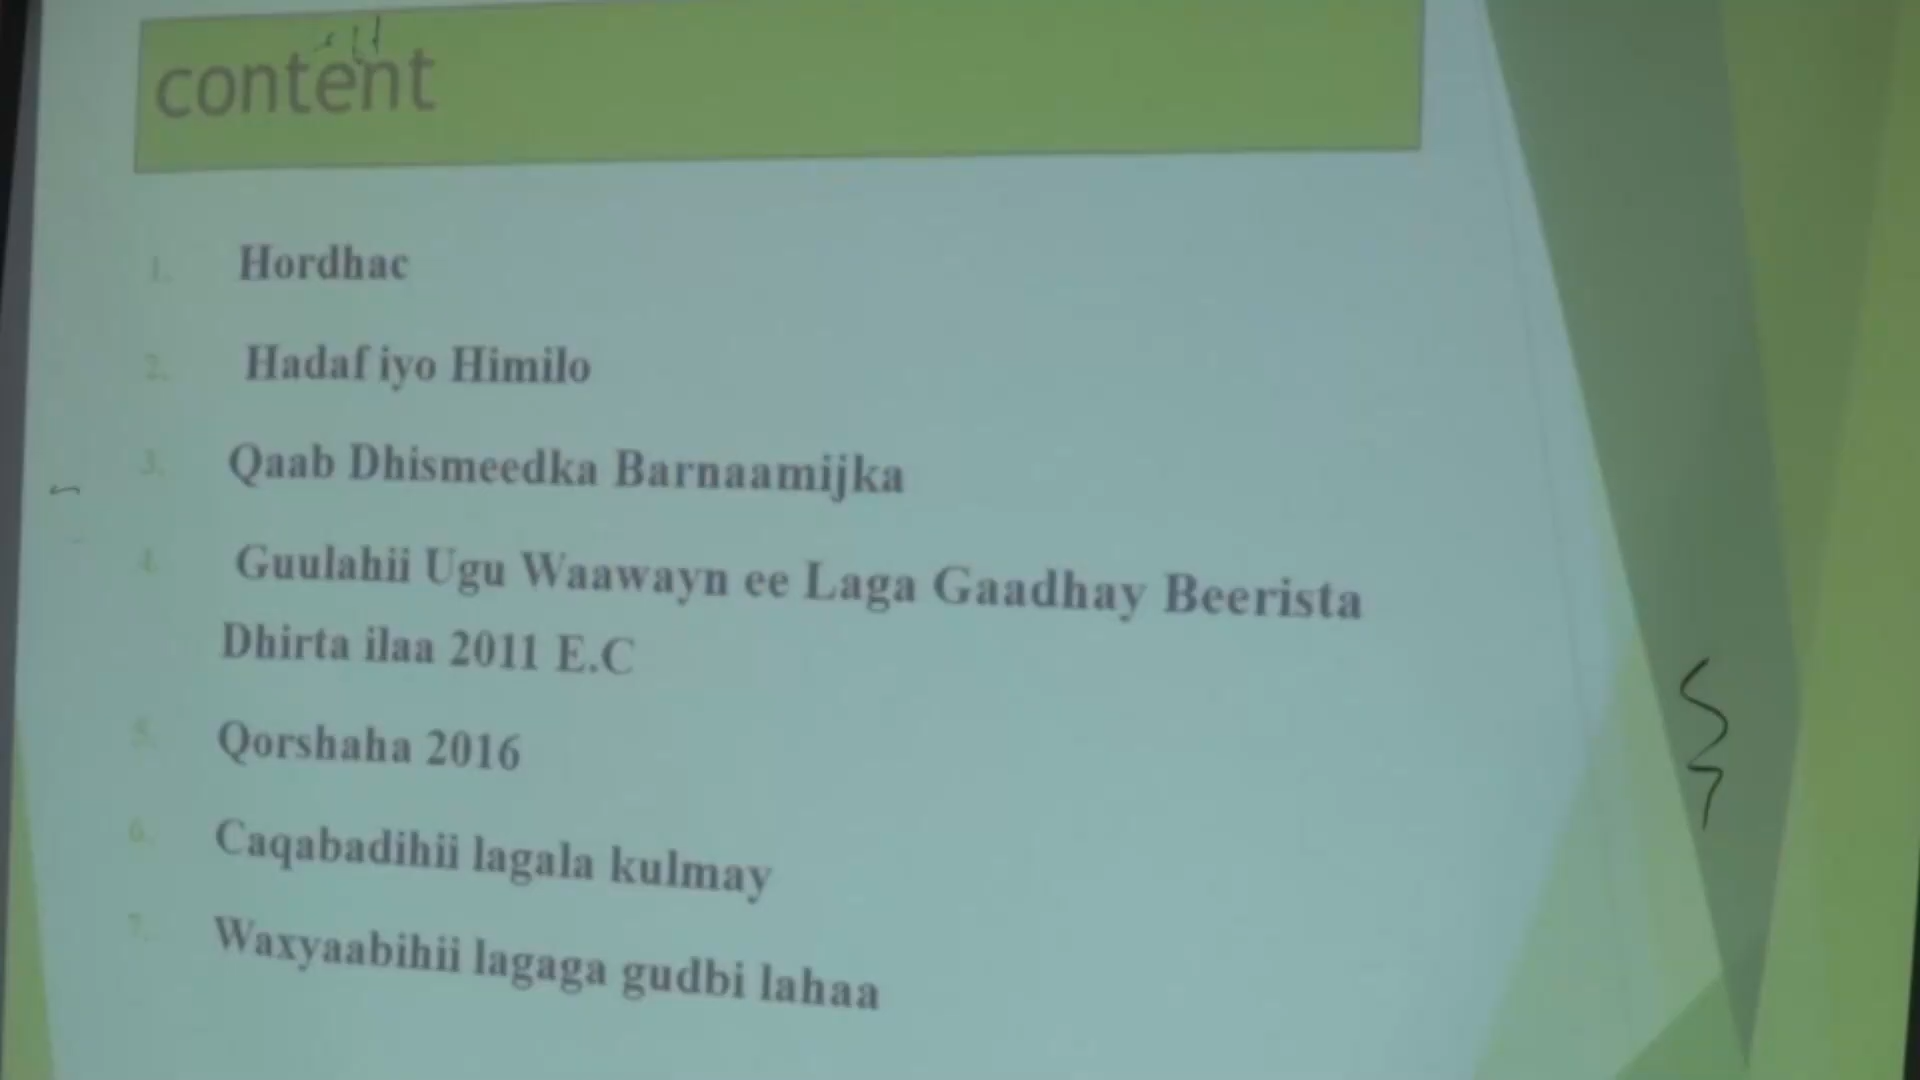 content
1. Hordhac
2. Hadaf iyo Himilo
3. Qaab Dhismeedka Barnaamijka
4. Guulahii Ugu Waawayn ee Laga Gaadhay Beerista
Dhirta ilaa 2011 E.C
5. Qorshaha 2016
6. Caqabadihii lagala kulmay
7. Waxyaabihii lagaga gudbi lahaa